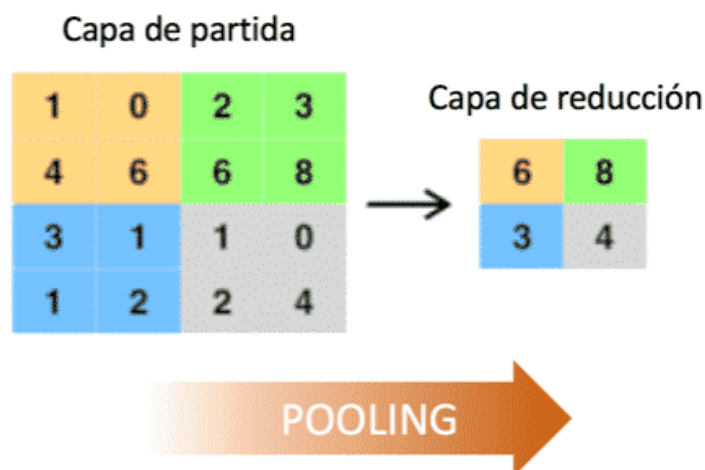 Capa de partida
1 0 2 3
4 6 6 8
3 1 1 0
1 2 2 4
Capa de reducción
6 8
3 4
POOLING